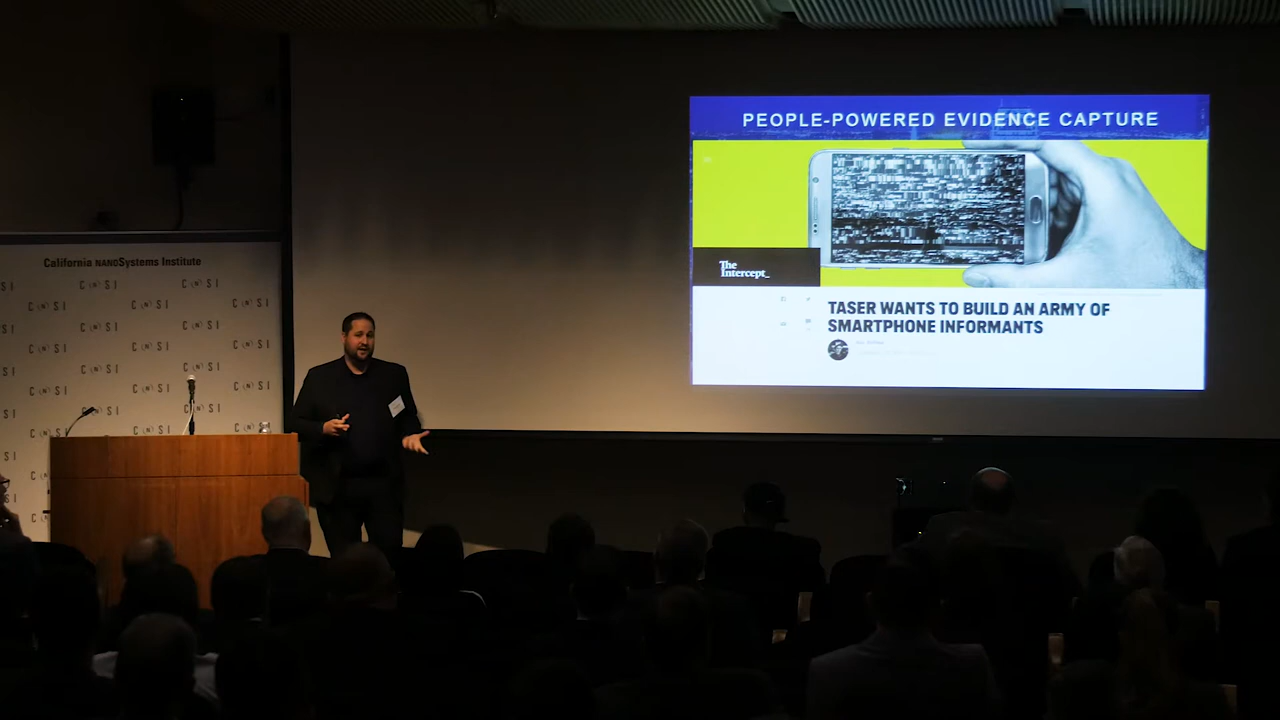 PEOPLE-POWERED EVIDENCE CAPTURE
The
Intercept_
TASER WANTS TO BUILD AN ARMY OF
SMARTPHONE INFORMANTS
California NANOSystems Institute
S I C (N) S I C (N) S I
C (N) S I C (N) S I C (N) S I
S I C (N) S I C (N) S I
C (N) S I C (N) S I C (N) S I
S I C (N) S I C (N) S I
C (N) S I C (N) S I C (N) S I
S I C (N) S I C (N) S I
C (N) S I C (N) S I
S I
C (N) S I
S I
C (N) S I